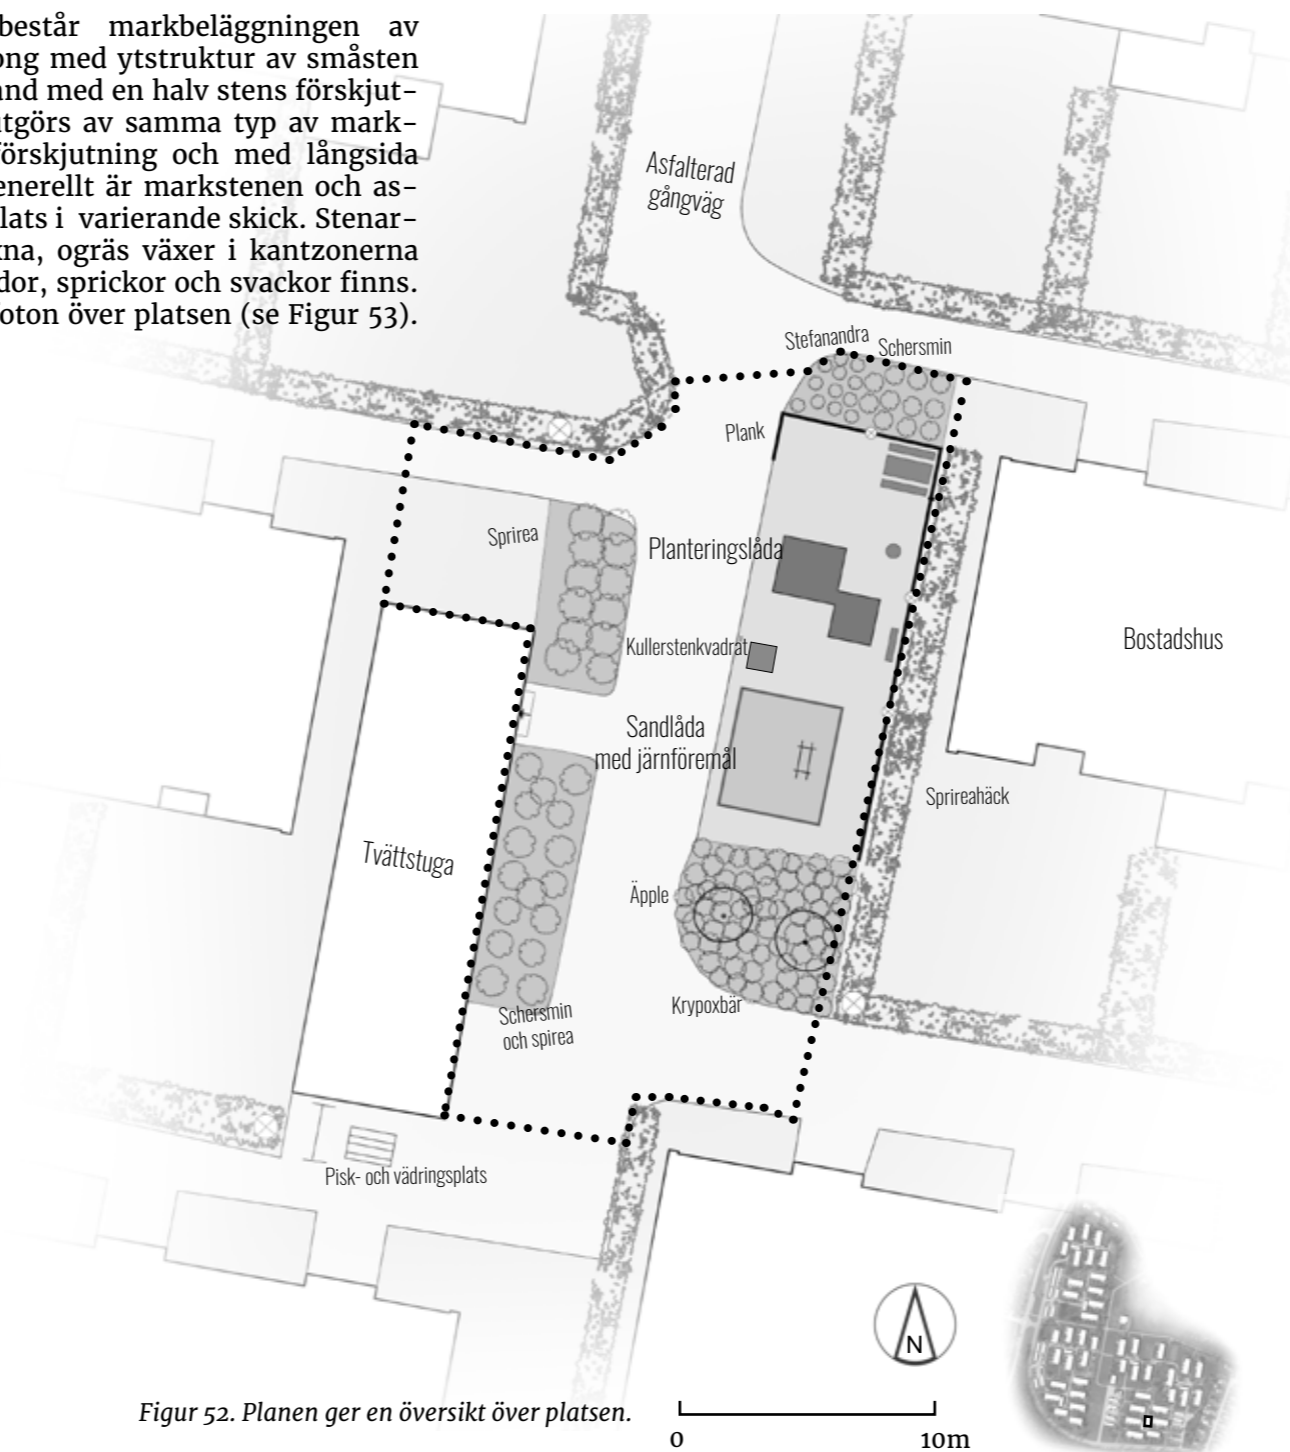 består markbeläggningen av
ong med ytstruktur av småsten
and med en halv stens förskjut-
utgörs av samma typ av mark-
förskjutning och med långsida
enerellt är markstenen och as-
lats i varierande skick. Stenar-
kna, ogräs växer i kantzonerna
dor, sprickor och svackor finns.
oton över platsen (se Figur 53).
Asfalterad
gångväg
Stefanandra
Schersmin
Plank
Sprirea
Planteringslåda
Kullerstenkvadrat
Bostadshus
Sandlåda
med järnföremål
Sprireahäck
Tvättstuga
Äpple
Krypoxbär
Schersmin
och spirea
Pisk- och vädringsplats
N
Figur 52. Planen ger en översikt över platsen.
0 10m